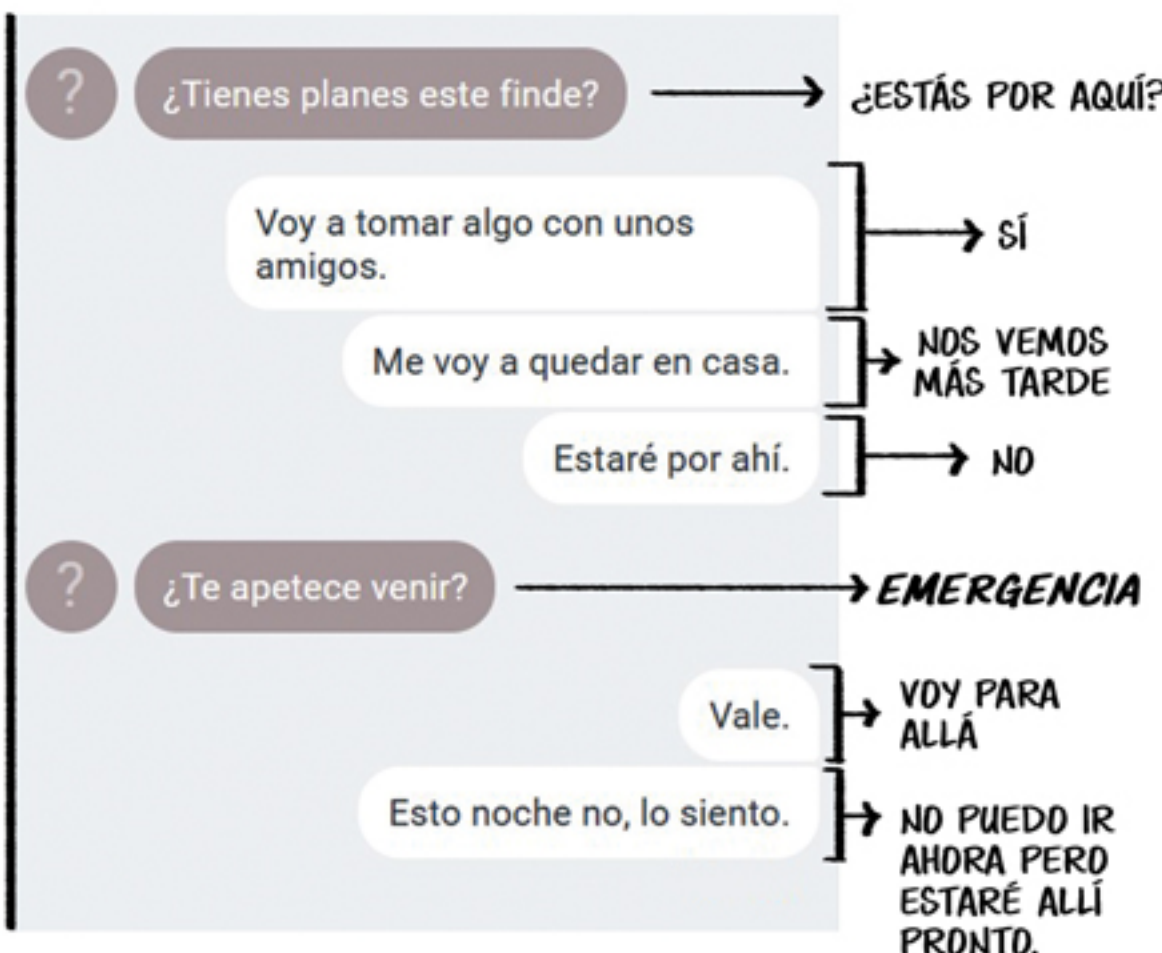 ?
¿Tienes planes este finde?
¿ESTÁS POR AQUÍ?
Voy a tomar algo con unos
amigos.
SÍ
Me voy a quedar en casa.
NOS VEMOS
MÁS TARDE
Estaré por ahí.
NO
?
¿Te apetece venir?
EMERGENCIA
Vale.
VOY PARA
ALLÁ
Esto noche no, lo siento.
NO PUEDO IR
AHORA PERO
ESTARÉ ALLÍ
PRONTO.